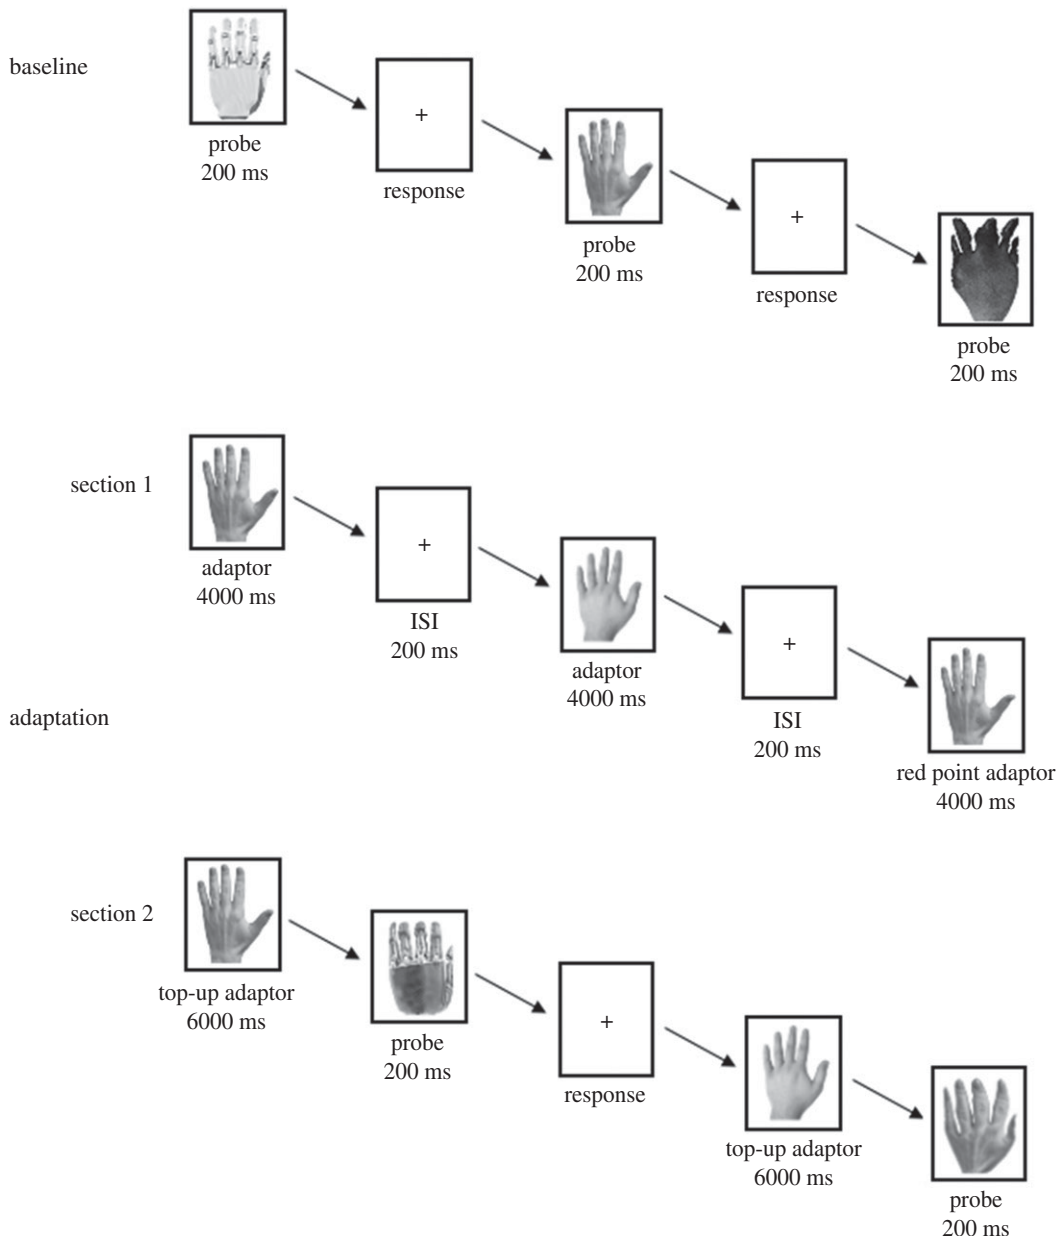 baseline
probe
200 ms
+
response
probe
200 ms
+
response
probe
200 ms
section 1
adaptor
4000 ms
+
ISI
200 ms
adaptor
4000 ms
+
ISI
200 ms
red point adaptor
4000 ms
adaptation
section 2
top-up adaptor
6000 ms
probe
200 ms
+
response
top-up adaptor
6000 ms
probe
200 ms